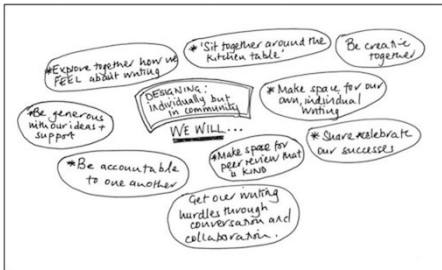 *Explore together how we
FEEL about writing
*'Sit together around the
kitchen table'
Be creative
together
DESIGNING:
individually but
in community
WE WILL...
*Make space for our
own, individual
writing
*Be generous
with our ideas +
support
*Share + celebrate
our successes
*Make space for
peer review that
is KIND
*Be accountable
to one another
Get over writing
hurdles through
conversation and
collaboration.